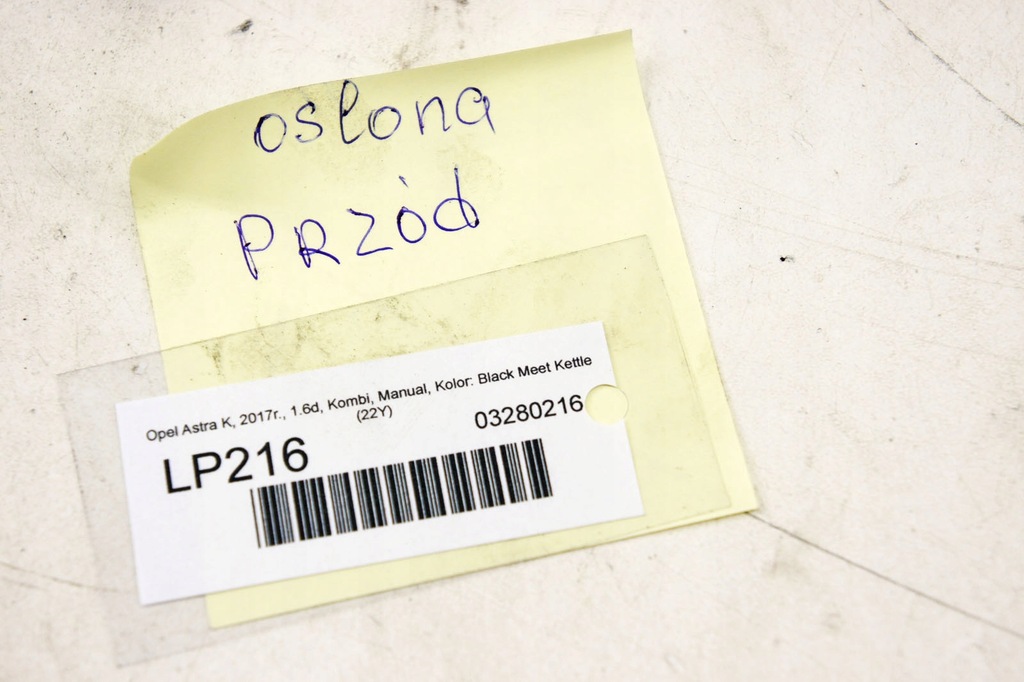 osłona
PRZód
Opel Astra K, 2017r., 1.6d, Kombi, Manual, Kolor: Black Meet Kettle
(22Y)
03280216
LP216